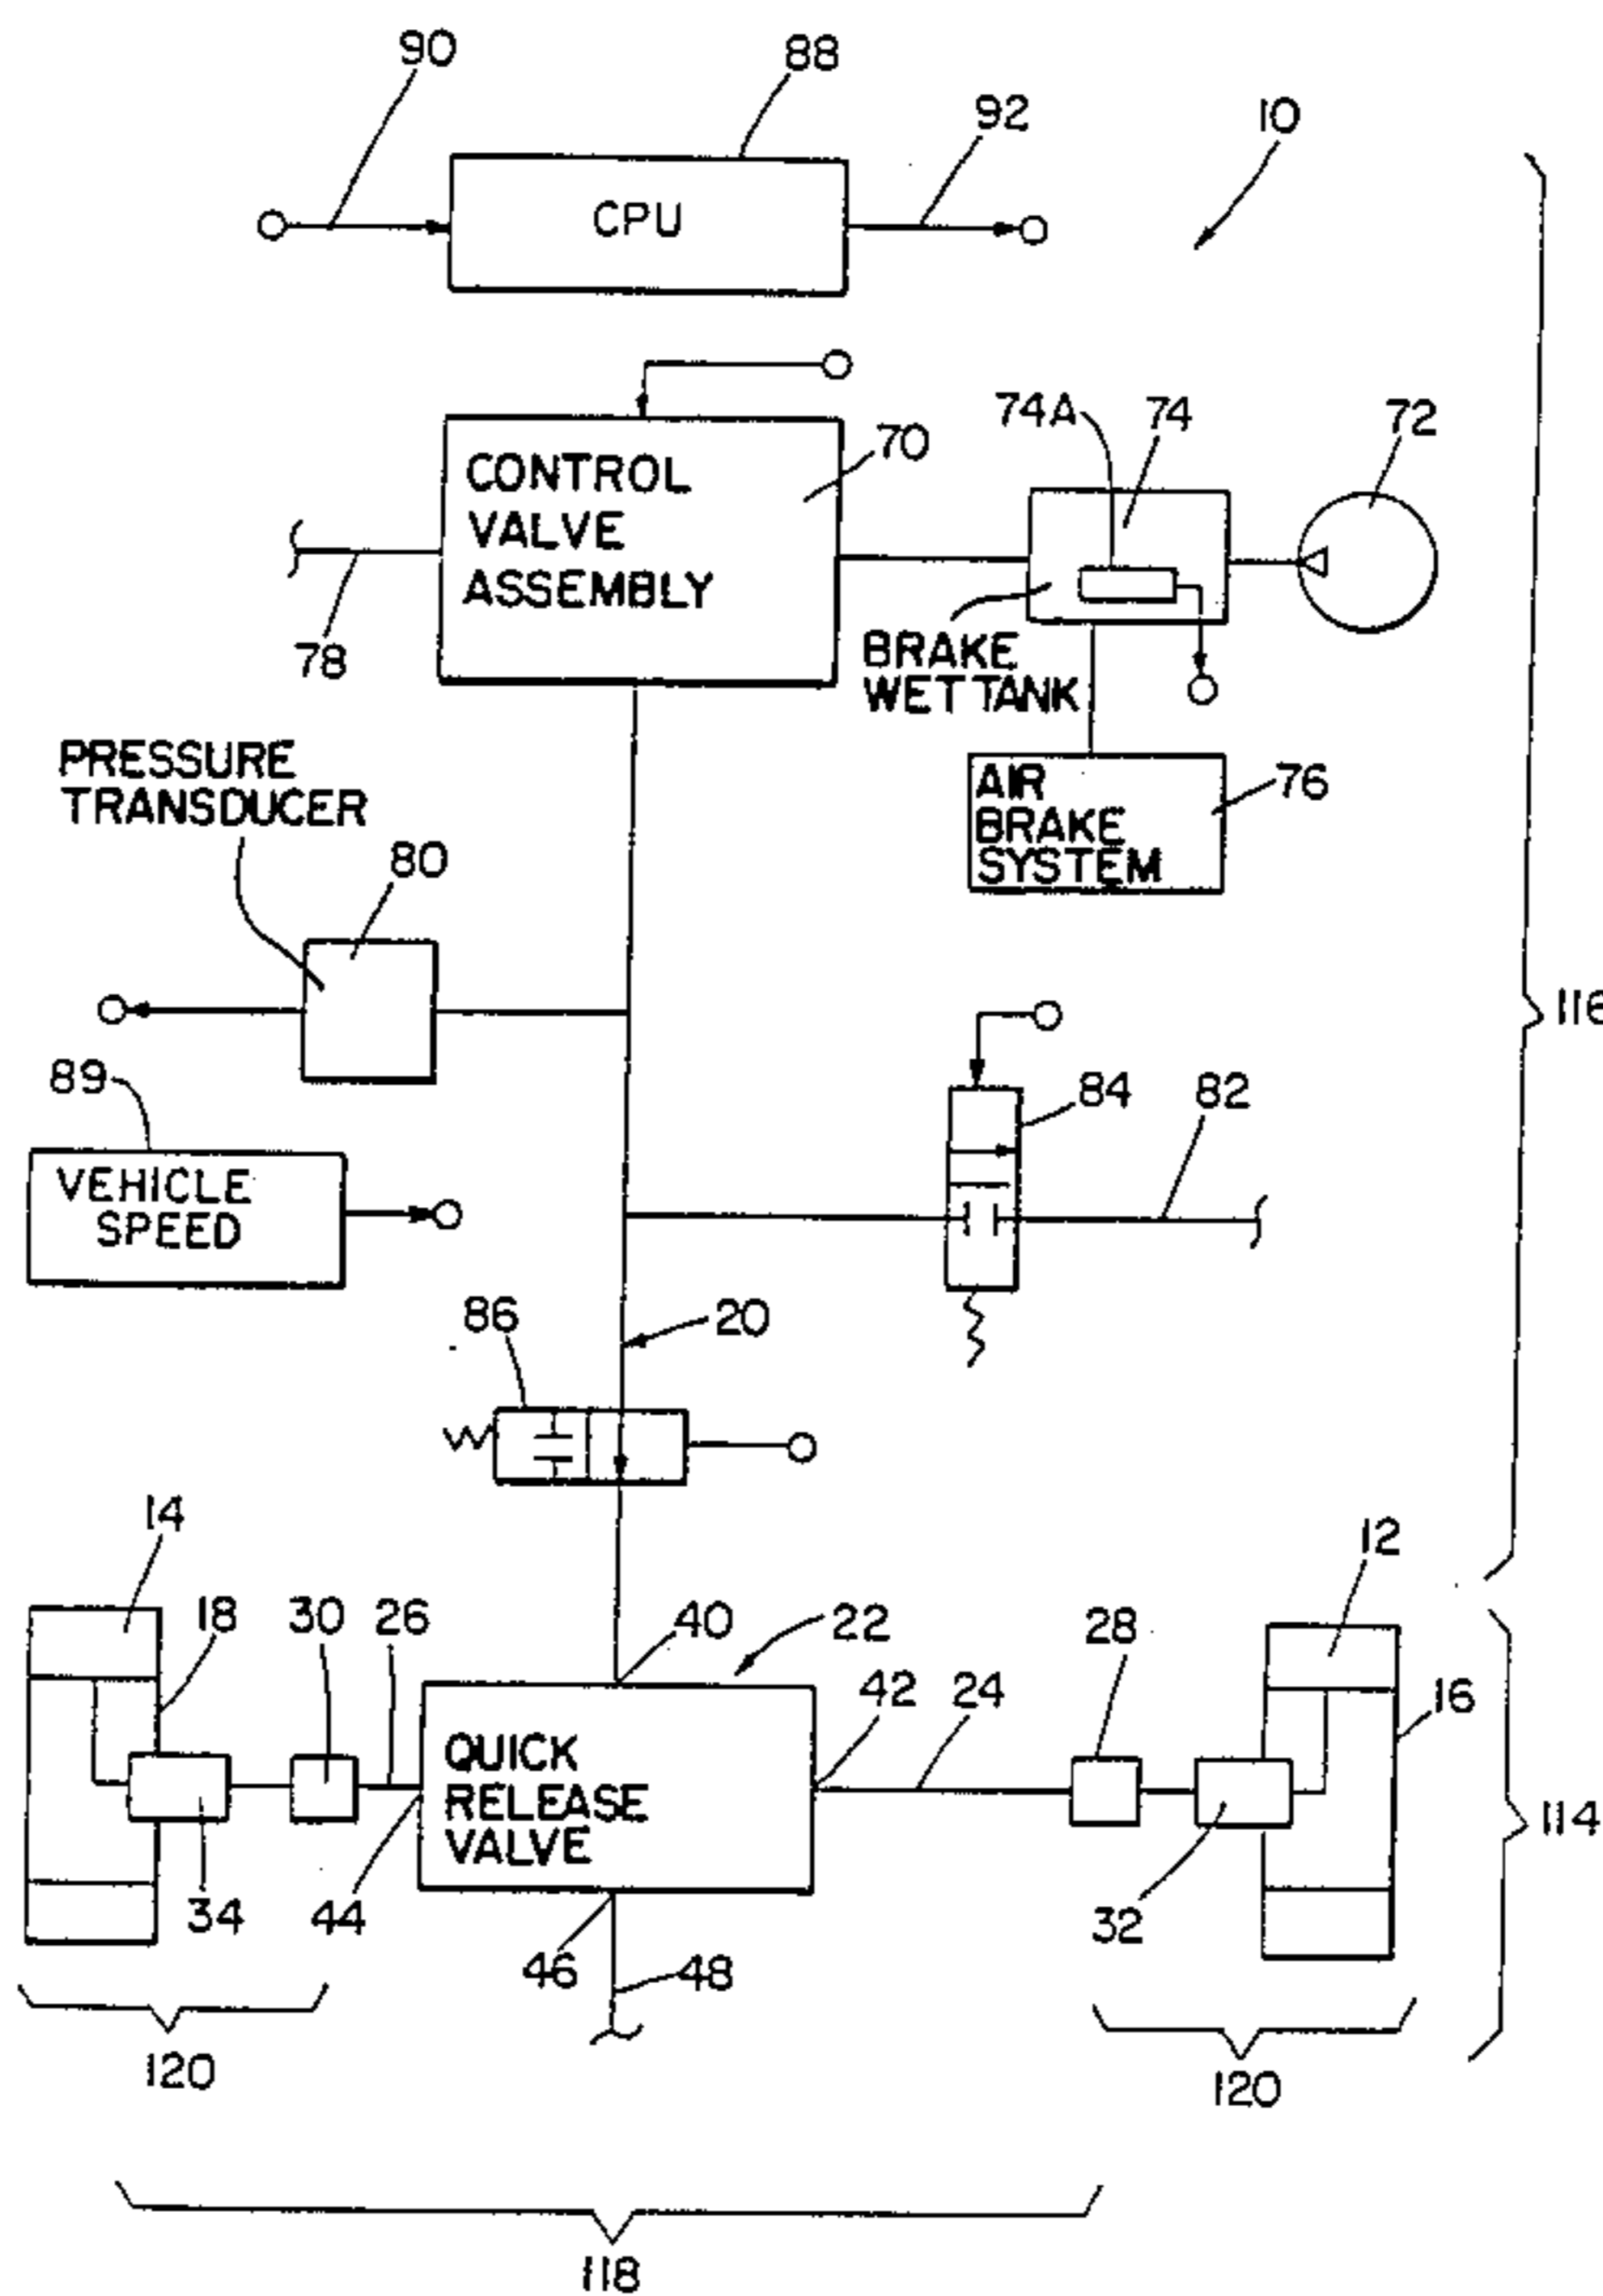 90
88
92
10
CPU
74A
74
72
70
CONTROL
VALVE
ASSEMBLY
78
BRAKE
WET TANK
AIR
BRAKE
SYSTEM
76
PRESSURE
TRANSDUCER
80
116
89
84
82
VEHICLE
SPEED
86
20
14
12
18
30
26
40
22
28
42
24
16
QUICK
RELEASE
VALVE
114
34
44
32
46
48
120
120
118